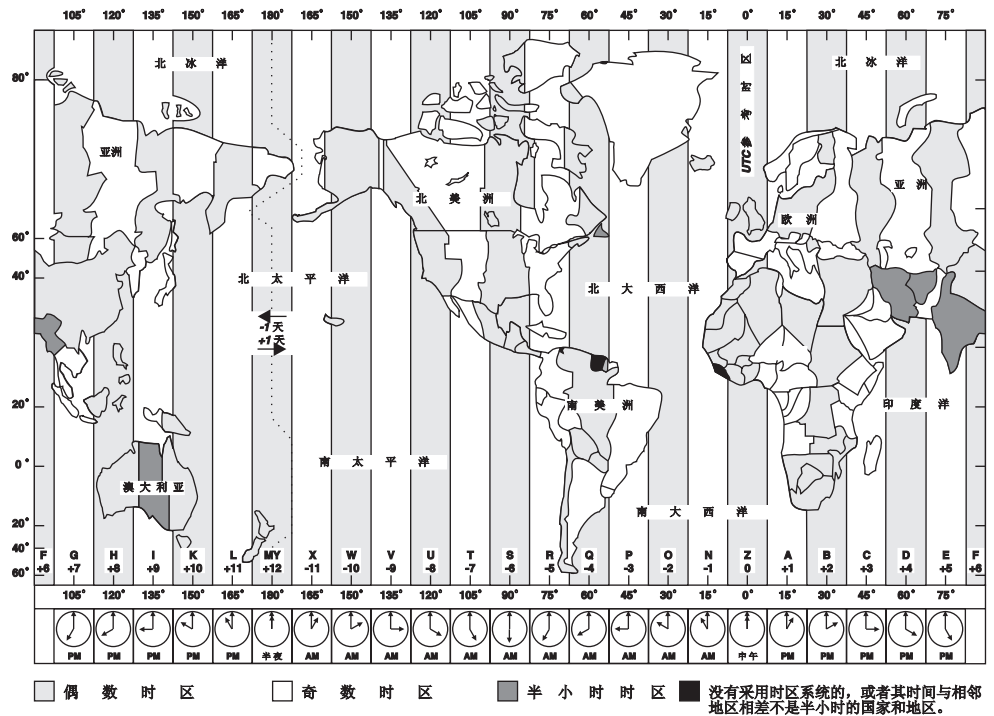 105° 120° 135° 150° 165° 180° 165° 150° 135° 120° 105° 90° 75° 60° 45° 30° 15° 0° 15° 30° 45° 60° 75°
北冰洋
北冰洋
80°
UTC参考时区
亚洲
亚洲
北美洲
欧洲
60°
40°
北太平洋
北大西洋
-1天
+1天
20°
南美洲
印度洋
0°
南太平洋
澳大利亚
南大西洋
20°
40°
60°
F G H I K L MY X W V U T S R Q P O N Z A B C D E F
+6 +7 +8 +9 +10 +11 +12 -11 -10 -9 -8 -7 -6 -5 -4 -3 -2 -1 0 +1 +2 +3 +4 +5 +6
105° 120° 135° 150° 165° 180° 165° 150° 135° 120° 105° 90° 75° 60° 45° 30° 15° 0° 15° 30° 45° 60° 75°
PM PM PM PM PM 半夜 AM AM AM AM AM AM AM AM AM AM AM 中午 PM PM PM PM PM
偶数时区
奇数时区
半小时时区
没有采用时区系统的，或者其时间与相邻
地区相差不是半小时的国家和地区。